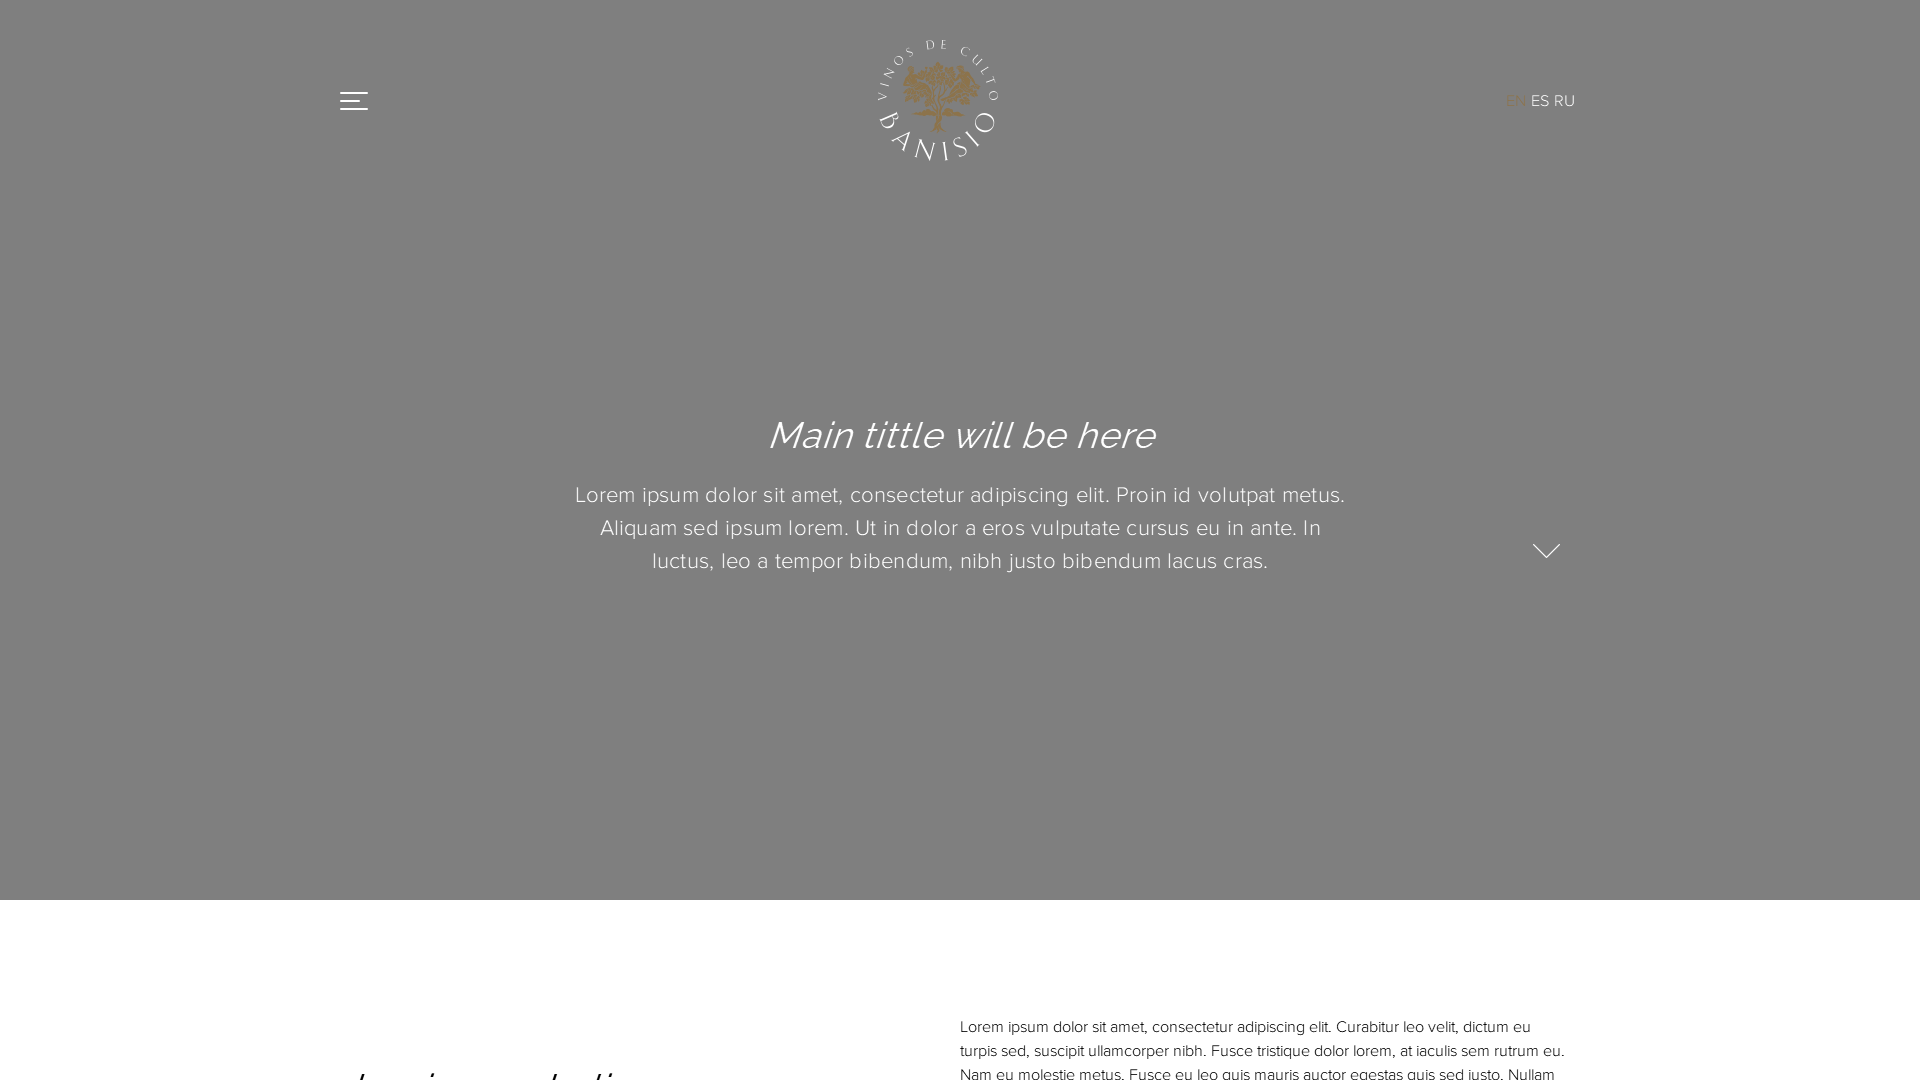 VINOS DE CULTO
BANISIO
EN ES RU
Main tittle will be here
Lorem ipsum dolor sit amet, consectetur adipiscing elit. Proin id volutpat metus.
Aliquam sed ipsum lorem. Ut in dolor a eros vulputate cursus eu in ante. In
luctus, leo a tempor bibendum, nibh justo bibendum lacus cras.
Lorem ipsum dolor sit amet, consectetur adipiscing elit. Curabitur leo velit, dictum eu
turpis sed, suscipit ullamcorper nibh. Fusce tristique dolor lorem, at iaculis sem rutrum eu.
Nam eu molestie metus. Fusce eu leo quis mauris auctor egestas quis sed justo. Nullam